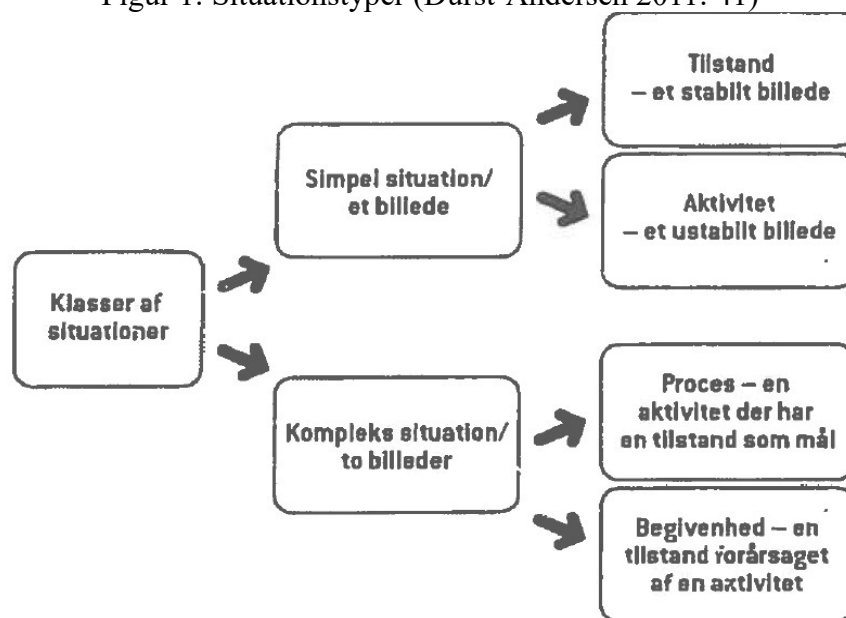 Figur 1. Situationstyper (Durst-Andersen 2011: 41)
Tilstand
– et stabilt billede
Simpel situation/
et billede
Aktivitet
– et ustabilt billede
Klasser af
situationer
Proces – en
aktivitet der har
en tilstand som mål
Kompleks situation/
to billeder
Begivenhed – en
tilstand forårsaget
af en aktivitet